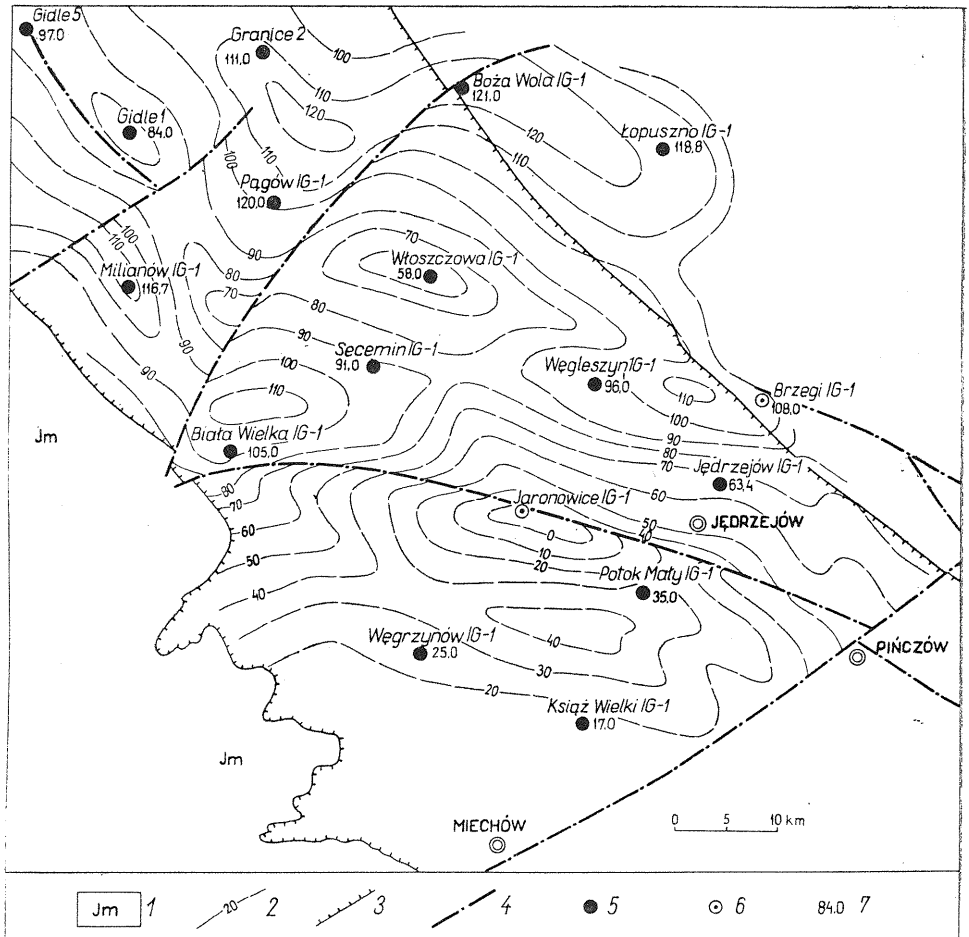 Gidle 5
97.0
Granice 2
111,0
100
110
120
Boża Wola IG-1
121,0
Gidle 1
84.0
120
110
Łopuszno IG-1
118,8
100
110
Pągów IG-1
120.0
90
80
70
100
110
Milianów IG-1
116,7
90
90
80
70
70
Włoszczowa IG-1
58.0
80
90
Secemin IG-1
91.0
100
110
Węgleszyn IG-1
96,0
110
100
90
80
70
Brzegi IG-1
108,0
Jm
Biała Wielka IG-1
105.0
80
70
60
50
40
Jędrzejów IG-1
63,4
60
50
40
JĘDRZEJÓW
Jaronowice IG-1
0
10
20
Potok Mały IG-1
35.0
40
30
20
Węgrzynów IG-1
25.0
PIŃCZÓW
Książ Wielki IG-1
17.0
Jm
MIECHÓW
0 5 10 km
Jm 1
20 2
3
4
5
6
84.0 7